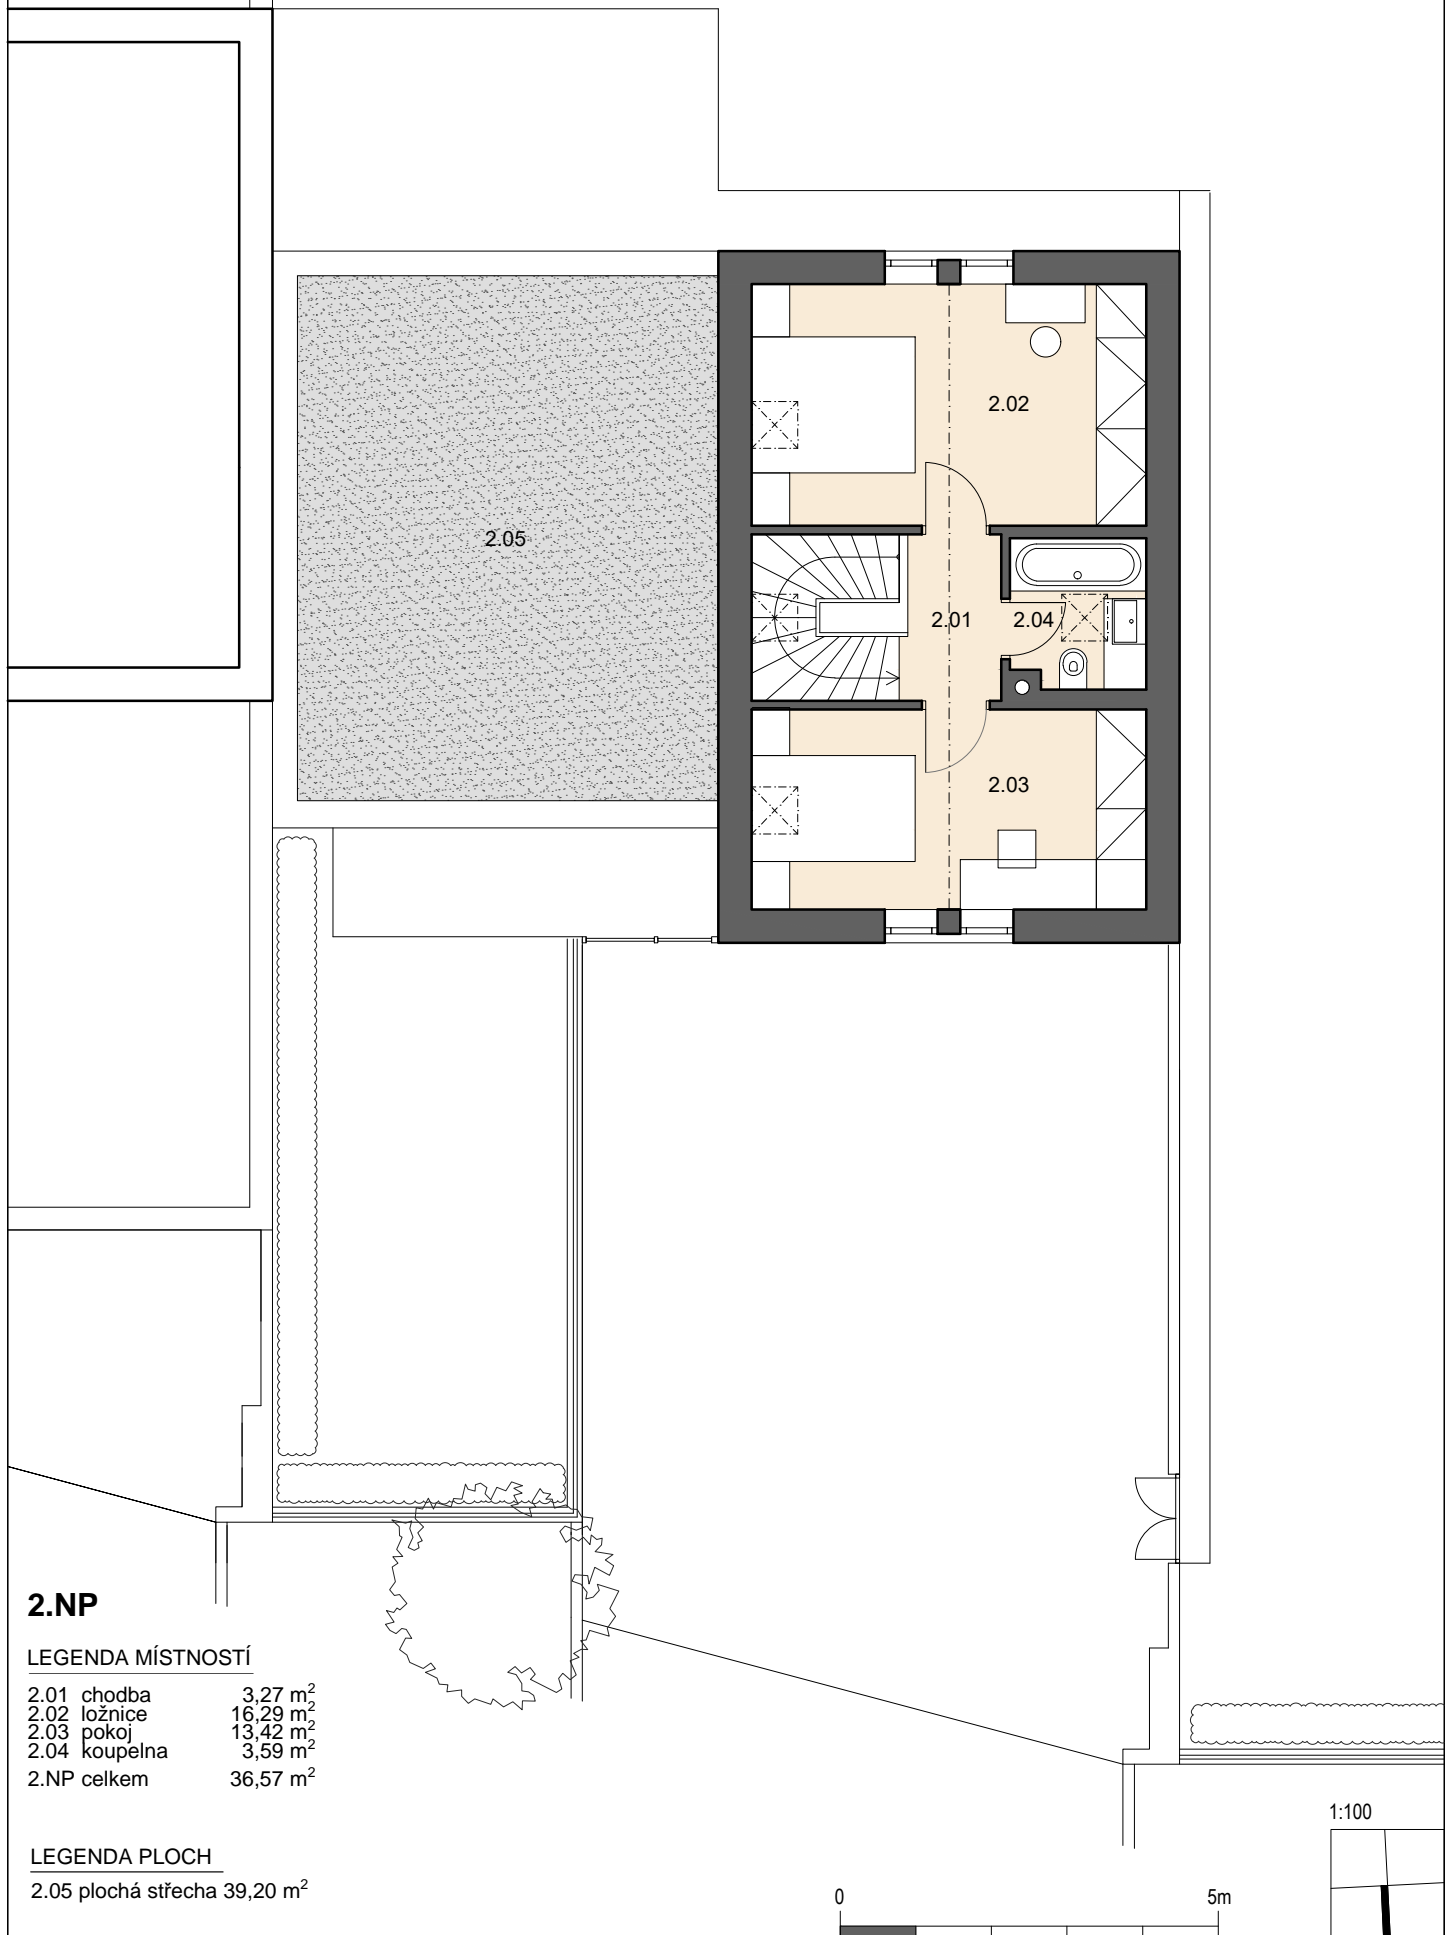 2.02
2.05
2.01
2.04
2.03
2.NP
LEGENDA MÍSTNOSTÍ
2.01 chodba 3,27 m²
2.02 ložnice 16,29 m²
2.03 pokoj 13,42 m²
2.04 koupelna 3,59 m²
2.NP celkem 36,57 m²
LEGENDA PLOCH
2.05 plochá střecha 39,20 m²
0 5m
1:100